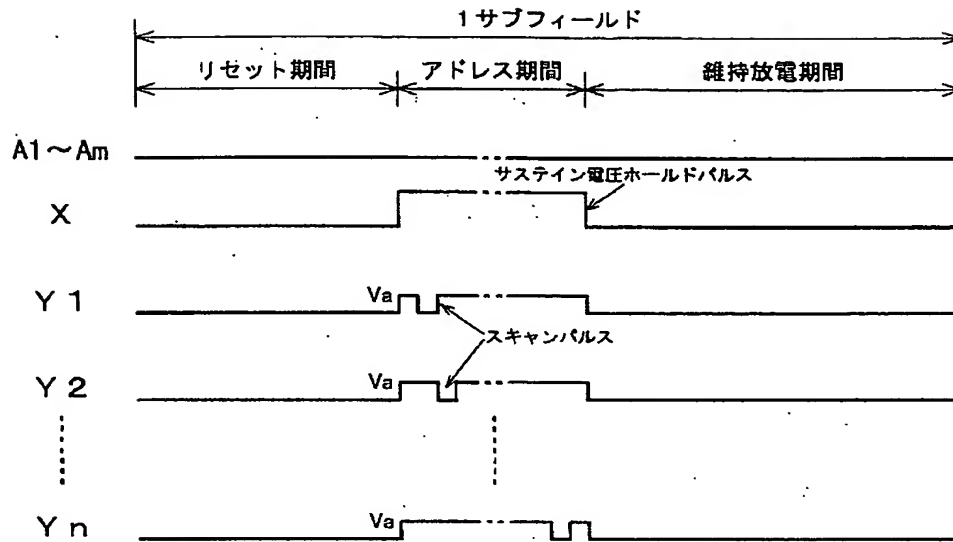 1サブフィールド
リセット期間 アドレス期間 維持放電期間
A1～Am
サステイン電圧ホールドパルス
X
Y1 Va
スキャンパルス
Y2 Va
Yn Va